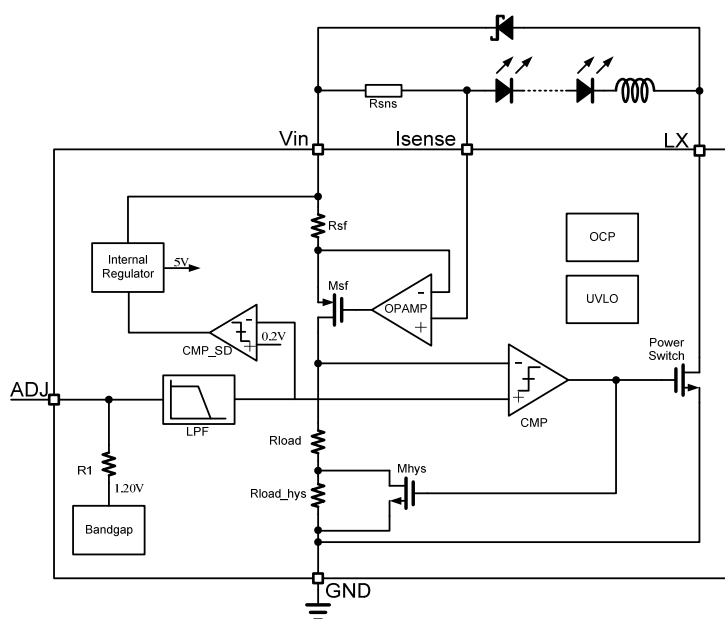 Rsns
Vin
Isense
LX
Rsf
OCP
Internal
Regulator
5V
Msf
-
OPAMP
+
UVLO
-
0.2V
+
CMP_SD
Power
Switch
-
+
CMP
ADJ
LPF
R1
1.20V
Bandgap
Rload
Mhys
Rload_hys
GND